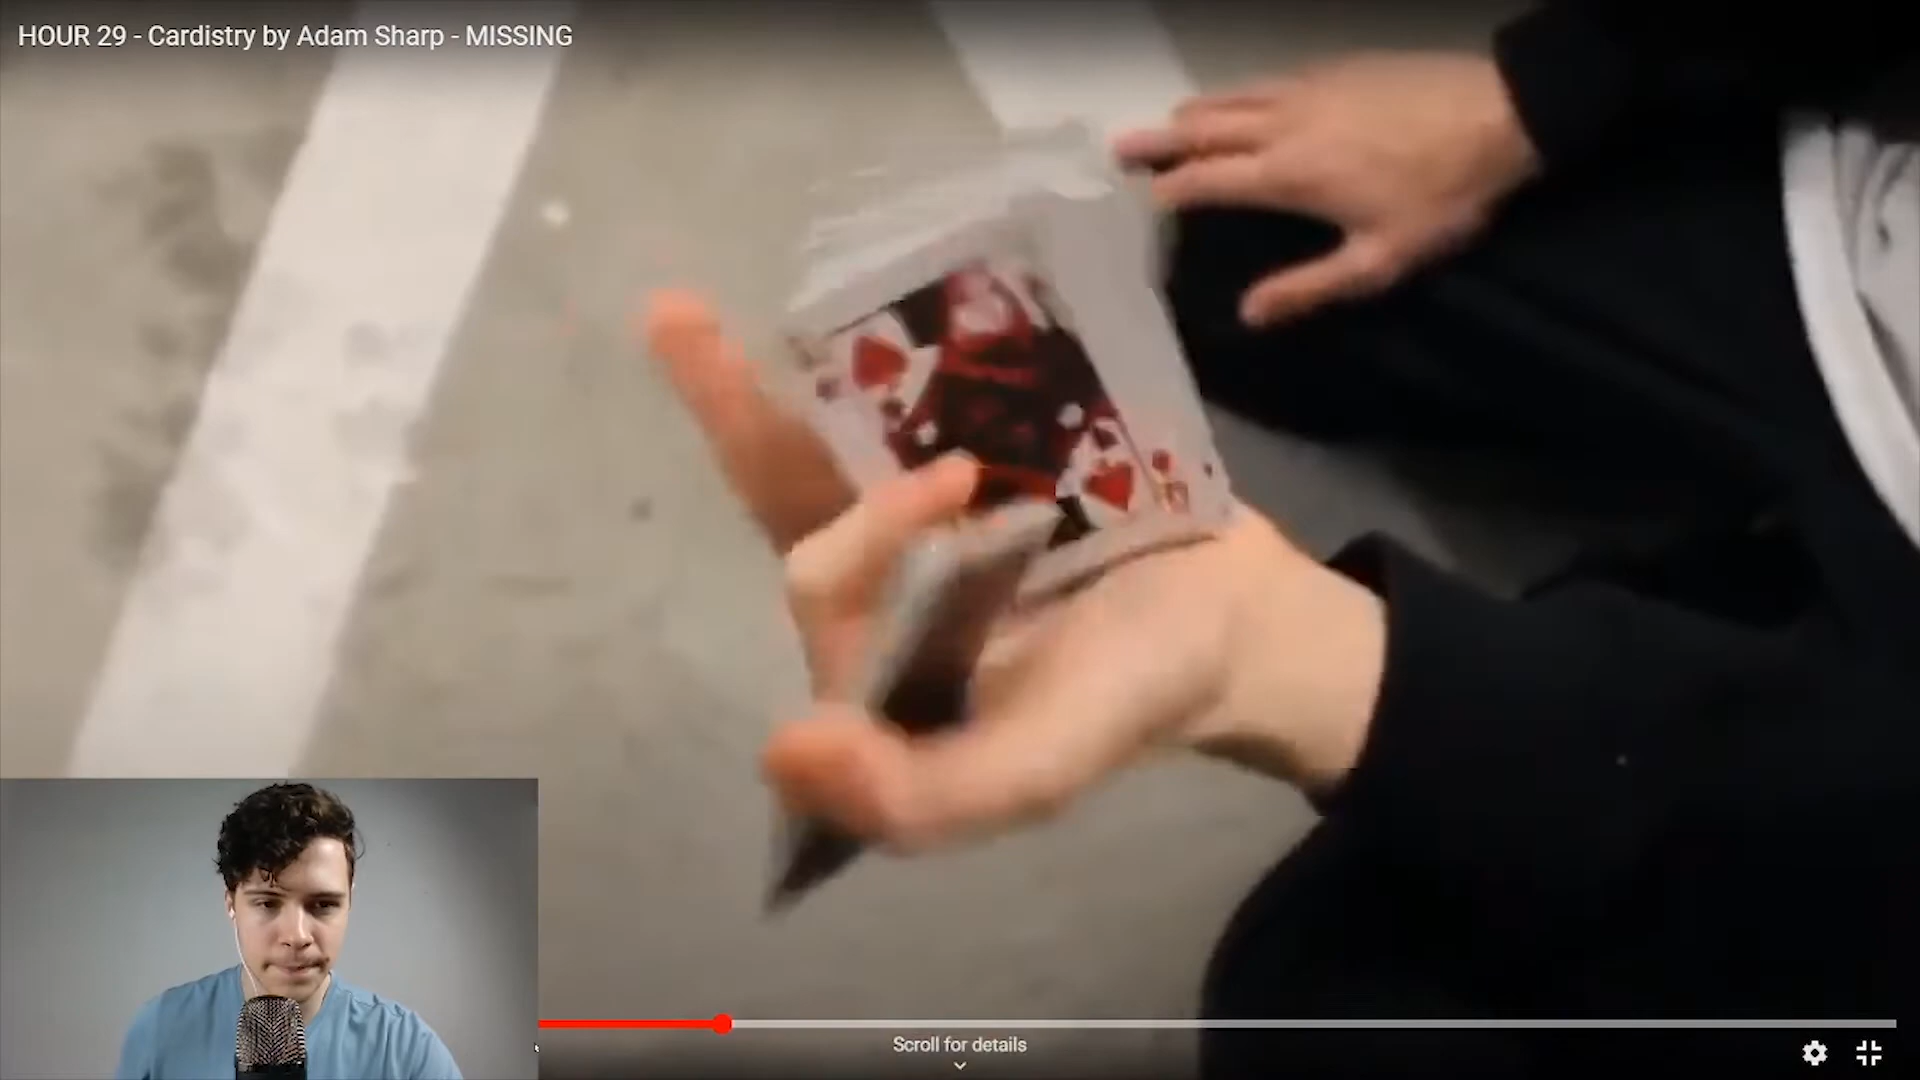 HOUR 29 - Cardistry by Adam Sharp - MISSING
Scroll for details